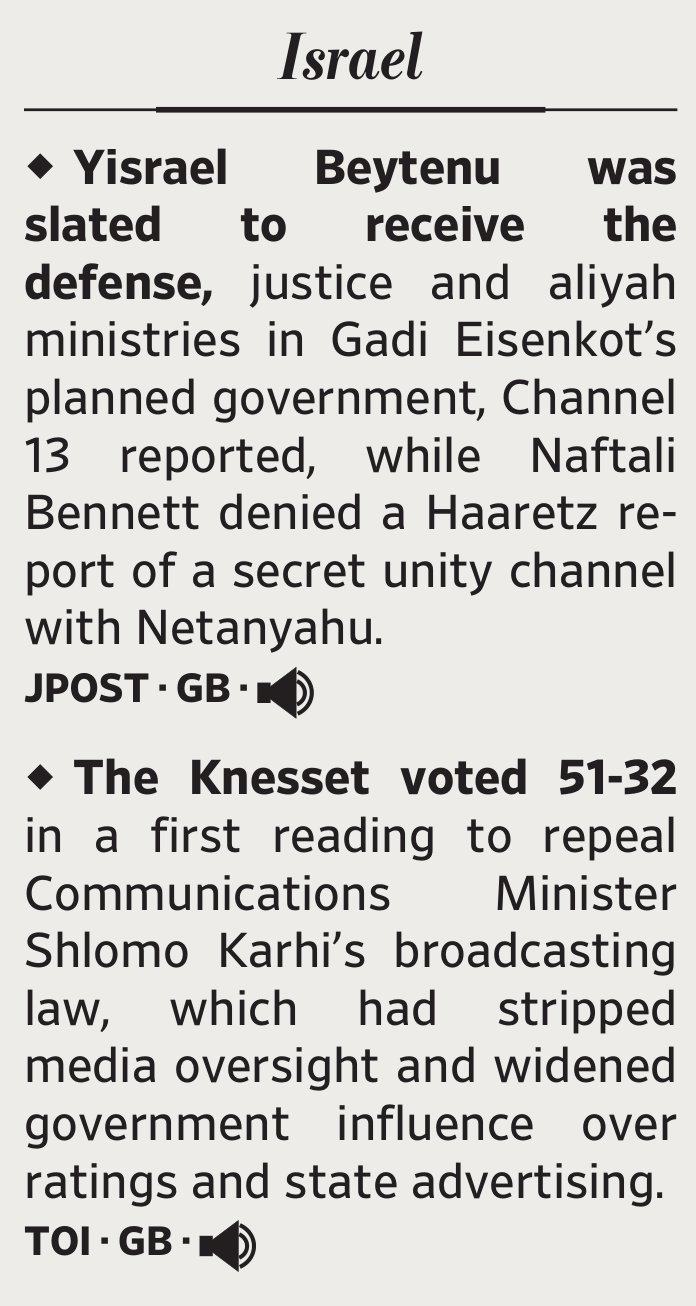 Israel
◆ Yisrael Beytenu was
slated to receive the
defense, justice and aliyah
ministries in Gadi Eisenkot’s
planned government, Channel
13 reported, while Naftali
Bennett denied a Haaretz re-
port of a secret unity channel
with Netanyahu.
JPOST · GB ·
◆ The Knesset voted 51-32
in a first reading to repeal
Communications Minister
Shlomo Karhi’s broadcasting
law, which had stripped
media oversight and widened
government influence over
ratings and state advertising.
TOI · GB ·